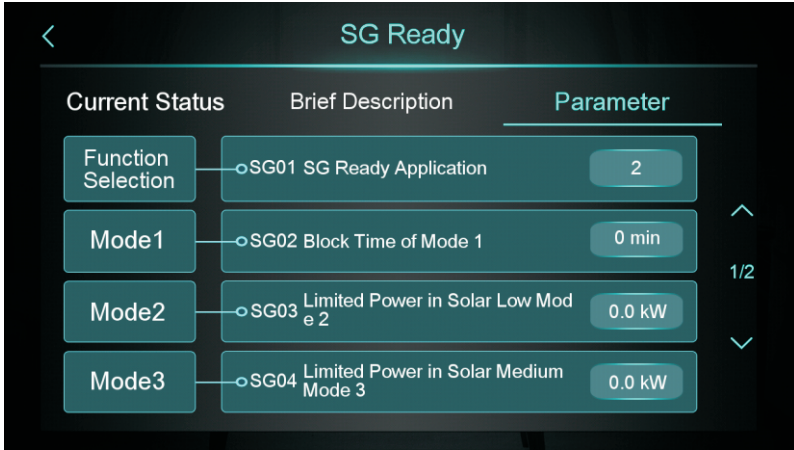 SG Ready
Current Status Brief Description Parameter
Function
Selection
SG01 SG Ready Application 2
Mode1 SG02 Block Time of Mode 1 0 min
Mode2 SG03 Limited Power in Solar Low Mod
e 2 0.0 kW
Mode3 SG04 Limited Power in Solar Medium
Mode 3 0.0 kW
1/2